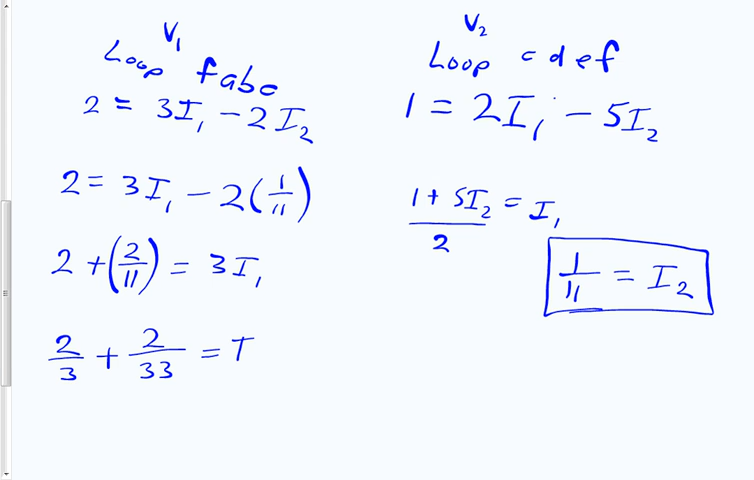 V₁
Loop fabc
2 = 3I₁ - 2I₂
2 = 3I₁ - 2(1/11)
2 + (2/11) = 3I₁
2/3 + 2/33 = I
V₂
Loop cdef
1 = 2I₁ - 5I₂
1 + 5I₂/2 = I₁
1/11 = I₂